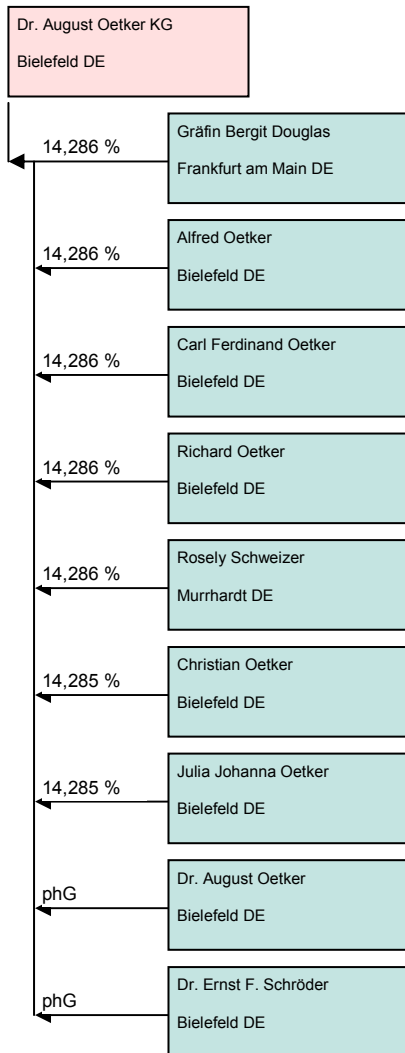 Dr. August Oetker KG
Bielefeld DE
14,286 %
Gräfin Bergit Douglas
Frankfurt am Main DE
14,286 %
Alfred Oetker
Bielefeld DE
14,286 %
Carl Ferdinand Oetker
Bielefeld DE
14,286 %
Richard Oetker
Bielefeld DE
14,286 %
Rosely Schweizer
Murrhardt DE
14,285 %
Christian Oetker
Bielefeld DE
14,285 %
Julia Johanna Oetker
Bielefeld DE
phG
Dr. August Oetker
Bielefeld DE
phG
Dr. Ernst F. Schröder
Bielefeld DE